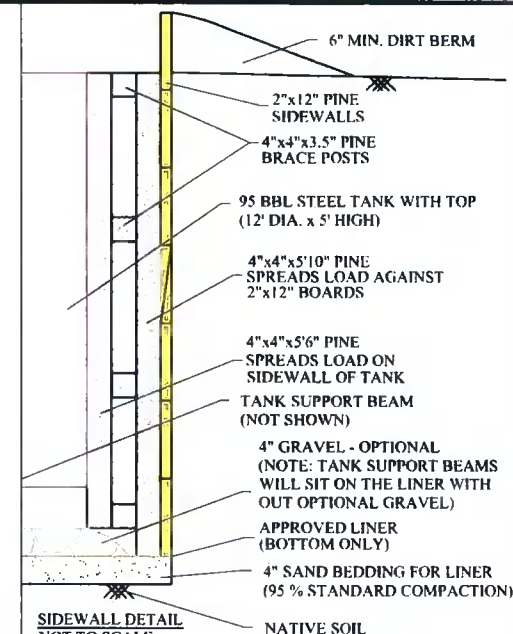 6" MIN. DIRT BERM
2"x12" PINE
SIDEWALLS
4"x4"x3.5" PINE
BRACE POSTS
95 BBL STEEL TANK WITH TOP
(12' DIA. x 5' HIGH)
4"x4"x5'10" PINE
SPREADS LOAD AGAINST
2"x12" BOARDS
4"x4"x5'6" PINE
SPREADS LOAD ON
SIDEWALL OF TANK
TANK SUPPORT BEAM
(NOT SHOWN)
4" GRAVEL - OPTIONAL
(NOTE: TANK SUPPORT BEAMS
WILL SIT ON THE LINER WITH
OUT OPTIONAL GRAVEL)
APPROVED LINER
(BOTTOM ONLY)
4" SAND BEDDING FOR LINER
(95 % STANDARD COMPACTION)
NATIVE SOIL
SIDEWALL DETAIL
NOT TO SCALE